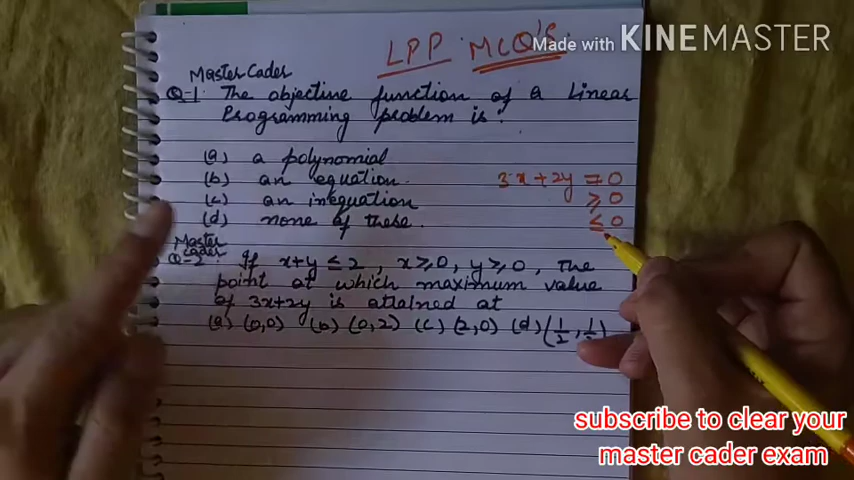 LPP MCQ'S
Made with KINEMASTER
Master Cader
Q-1 The objective function of a Linear
Programming problem is:
(a) a polynomial
(b) an equation.
(c) an inequation
(d) none of these.
3x+2y = 0
≥ 0
≤ 0
Master
Cader
Q-2 If x+y ≤ 2, x≥0, y≥0, The
point at which maximum value
of 3x+2y is attained at
(a) (0,0) (b) (0,2) (c) (2,0) (d) (1/2, 1/2)
subscribe to clear your
master cader exam